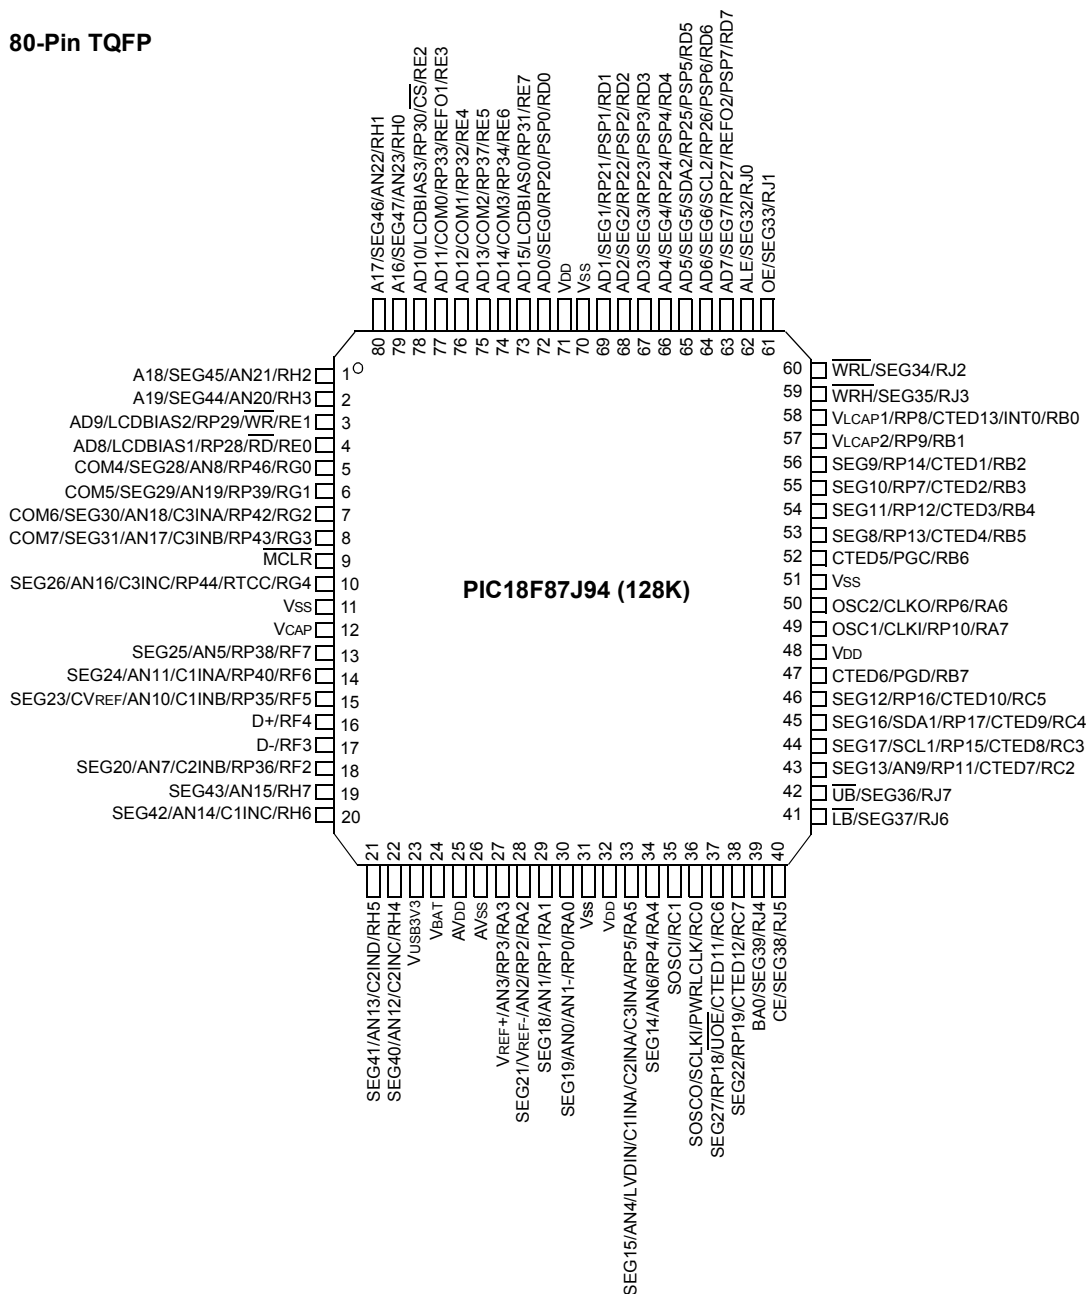 80-Pin TQFP
A17/SEG46/AN22/RH1
A16/SEG47/AN23/RH0
AD10/LCDBIAS3/RP30/CS/RE2
AD11/COM0/RP33/REFO1/RE3
AD12/COM1/RP32/RE4
AD13/COM2/RP37/RE5
AD14/COM3/RP34/RE6
AD15/LCDBIAS0/RP31/RE7
AD0/SEG0/RP20/PSP0/RD0
VDD
VSS
AD1/SEG1/RP21/PSP1/RD1
AD2/SEG2/RP22/PSP2/RD2
AD3/SEG3/RP23/PSP3/RD3
AD4/SEG4/RP24/PSP4/RD4
AD5/SEG5/SDA2/RP25/PSP5/RD5
AD6/SEG6/SCL2/RP26/PSP6/RD6
AD7/SEG7/RP27/REFO2/PSP7/RD7
ALE/SEG32/RJ0
OE/SEG33/RJ1
80 79 78 77 76 75 74 73 72 71 70 69 68 67 66 65 64 63 62 61
A18/SEG45/AN21/RH2 1
A19/SEG44/AN20/RH3 2
AD9/LCDBIAS2/RP29/WR/RE1 3
AD8/LCDBIAS1/RP28/RD/RE0 4
COM4/SEG28/AN8/RP46/RG0 5
COM5/SEG29/AN19/RP39/RG1 6
COM6/SEG30/AN18/C3INA/RP42/RG2 7
COM7/SEG31/AN17/C3INB/RP43/RG3 8
MCLR 9
SEG26/AN16/C3INC/RP44/RTCC/RG4 10
VSS 11
VCAP 12
SEG25/AN5/RP38/RF7 13
SEG24/AN11/C1INA/RP40/RF6 14
SEG23/CVREF/AN10/C1INB/RP35/RF5 15
D+/RF4 16
D-/RF3 17
SEG20/AN7/C2INB/RP36/RF2 18
SEG43/AN15/RH7 19
SEG42/AN14/C1INC/RH6 20
PIC18F87J94 (128K)
60 WRL/SEG34/RJ2
59 WRH/SEG35/RJ3
58 VLCAP1/RP8/CTED13/INT0/RB0
57 VLCAP2/RP9/RB1
56 SEG9/RP14/CTED1/RB2
55 SEG10/RP7/CTED2/RB3
54 SEG11/RP12/CTED3/RB4
53 SEG8/RP13/CTED4/RB5
52 CTED5/PGC/RB6
51 VSS
50 OSC2/CLKO/RP6/RA6
49 OSC1/CLKI/RP10/RA7
48 VDD
47 CTED6/PGD/RB7
46 SEG12/RP16/CTED10/RC5
45 SEG16/SDA1/RP17/CTED9/RC4
44 SEG17/SCL1/RP15/CTED8/RC3
43 SEG13/AN9/RP11/CTED7/RC2
42 UB/SEG36/RJ7
41 LB/SEG37/RJ6
21 22 23 24 25 26 27 28 29 30 31 32 33 34 35 36 37 38 39 40
SEG41/AN13/C2IND/RH5
SEG40/AN12/C2INC/RH4
VUSB3V3
VBAT
AVDD
AVSS
VREF+/AN3/RP3/RA3
SEG21/VREF-/AN2/RP2/RA2
SEG18/AN1/RP1/RA1
SEG19/AN0/AN1-/RP0/RA0
VSS
VDD
SEG15/AN4/LVDIN/C1INA/C2INA/C3INA/RP5/RA5
SEG14/AN6/RP4/RA4
SOSCI/RC1
SOSCO/SCLKI/PWRLCLK/RC0
SEG27/RP18/UOE/CTED11/RC6
SEG22/RP19/CTED12/RC7
BA0/SEG39/RJ4
CE/SEG38/RJ5